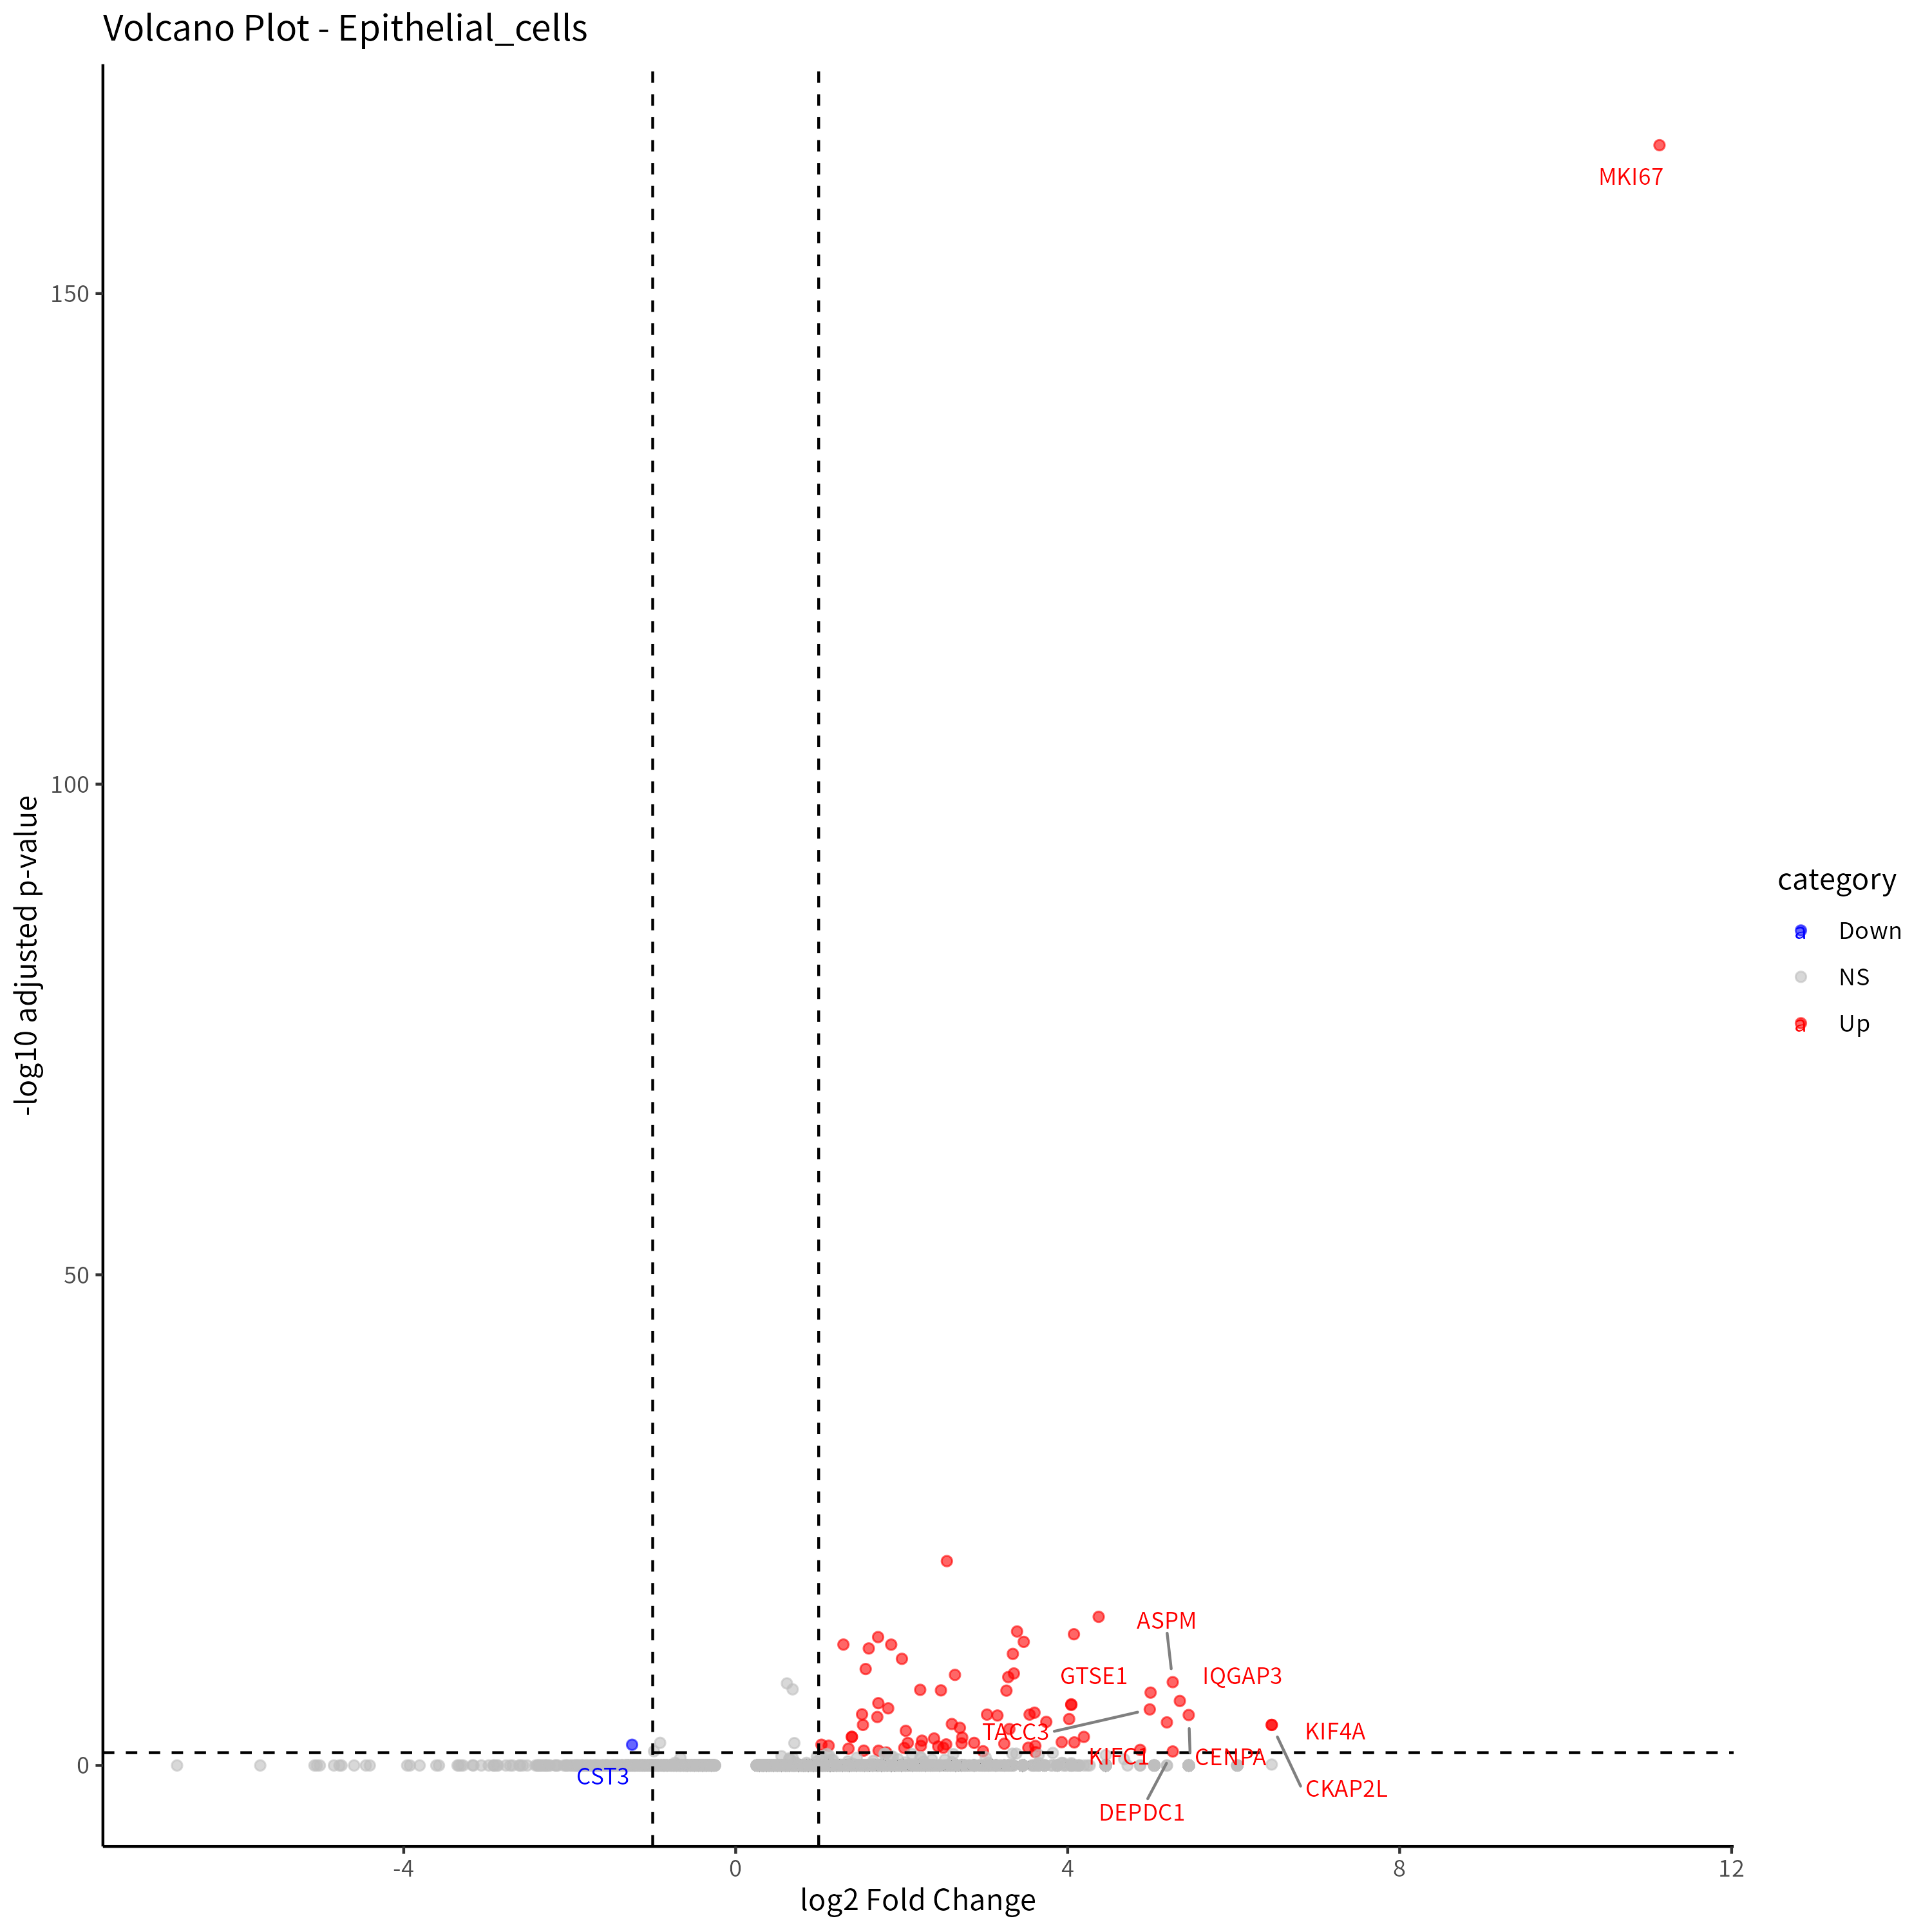 Volcano Plot - Epithelial_cells
-log10 adjusted p-value
150
100
50
0
MKI67
ASPM
GTSE1
IQGAP3
TACC3
KIF4A
KIFC1
CENPA
CST3
CKAP2L
DEPDC1
-4
0
4
8
12
log2 Fold Change
category
a Down
NS
a Up